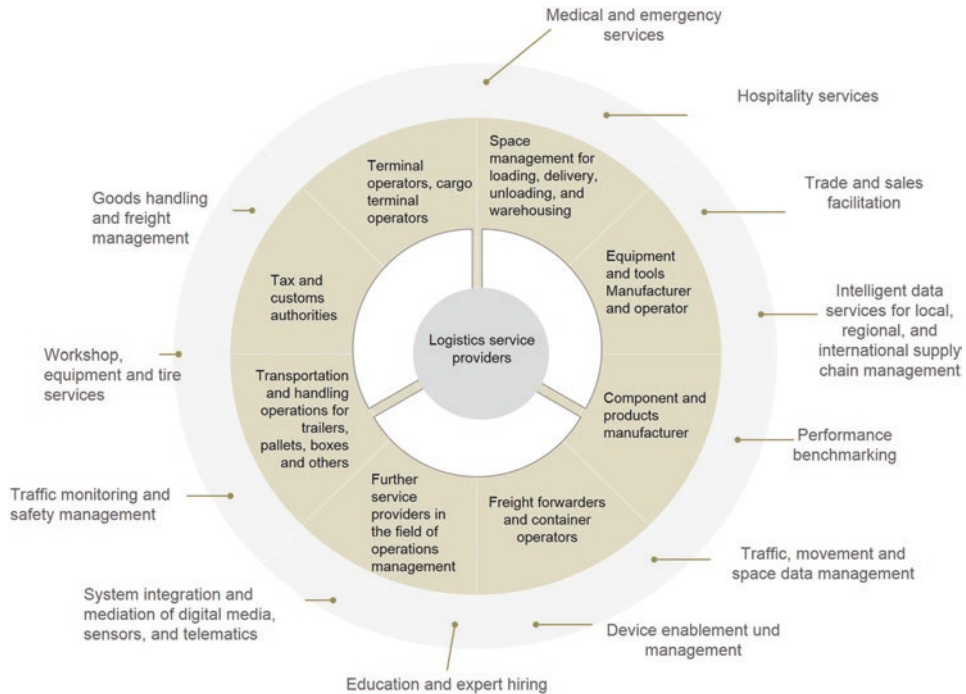 Medical and emergency
services
Hospitality services
Trade and sales
facilitation
Intelligent data
services for local,
regional, and
international supply
chain management
Performance
benchmarking
Traffic, movement and
space data management
Device enablement und
management
Education and expert hiring
System integration and
mediation of digital media,
sensors, and telematics
Traffic monitoring and
safety management
Workshop,
equipment and tire
services
Goods handling
and freight
management
Terminal
operators, cargo
terminal
operators
Space
management for
loading, delivery,
unloading, and
warehousing
Equipment
and tools
Manufacturer
and operator
Component and
products
manufacturer
Freight forwarders
and container
operators
Further
service
providers in
the field of
operations
management
Transportation
and handling
operations for
trailers,
pallets, boxes
and others
Tax and
customs
authorities
Logistics service
providers